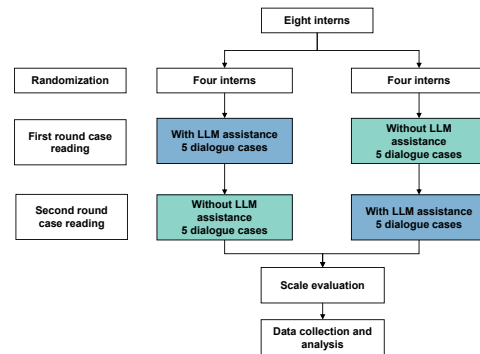 Eight interns
Randomization
Four interns
Four interns
First round case
reading
With LLM assistance
5 dialogue cases
Without LLM
assistance
5 dialogue cases
Second round
case reading
Without LLM
assistance
5 dialogue cases
With LLM assistance
5 dialogue cases
Scale evaluation
Data collection and
analysis